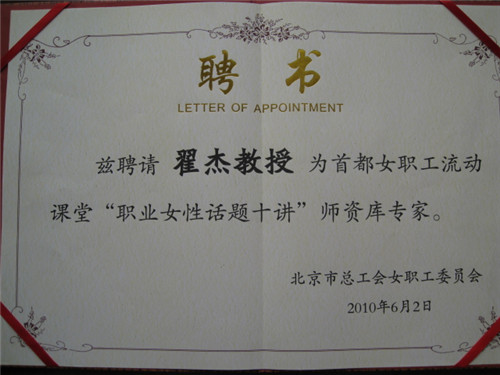 聘书
LETTER OF APPOINTMENT
兹聘请 翟杰教授 为首都女职工流动
课堂“职业女性话题十讲”师资库专家。
北京市总工会女职工委员会
2010年6月2日